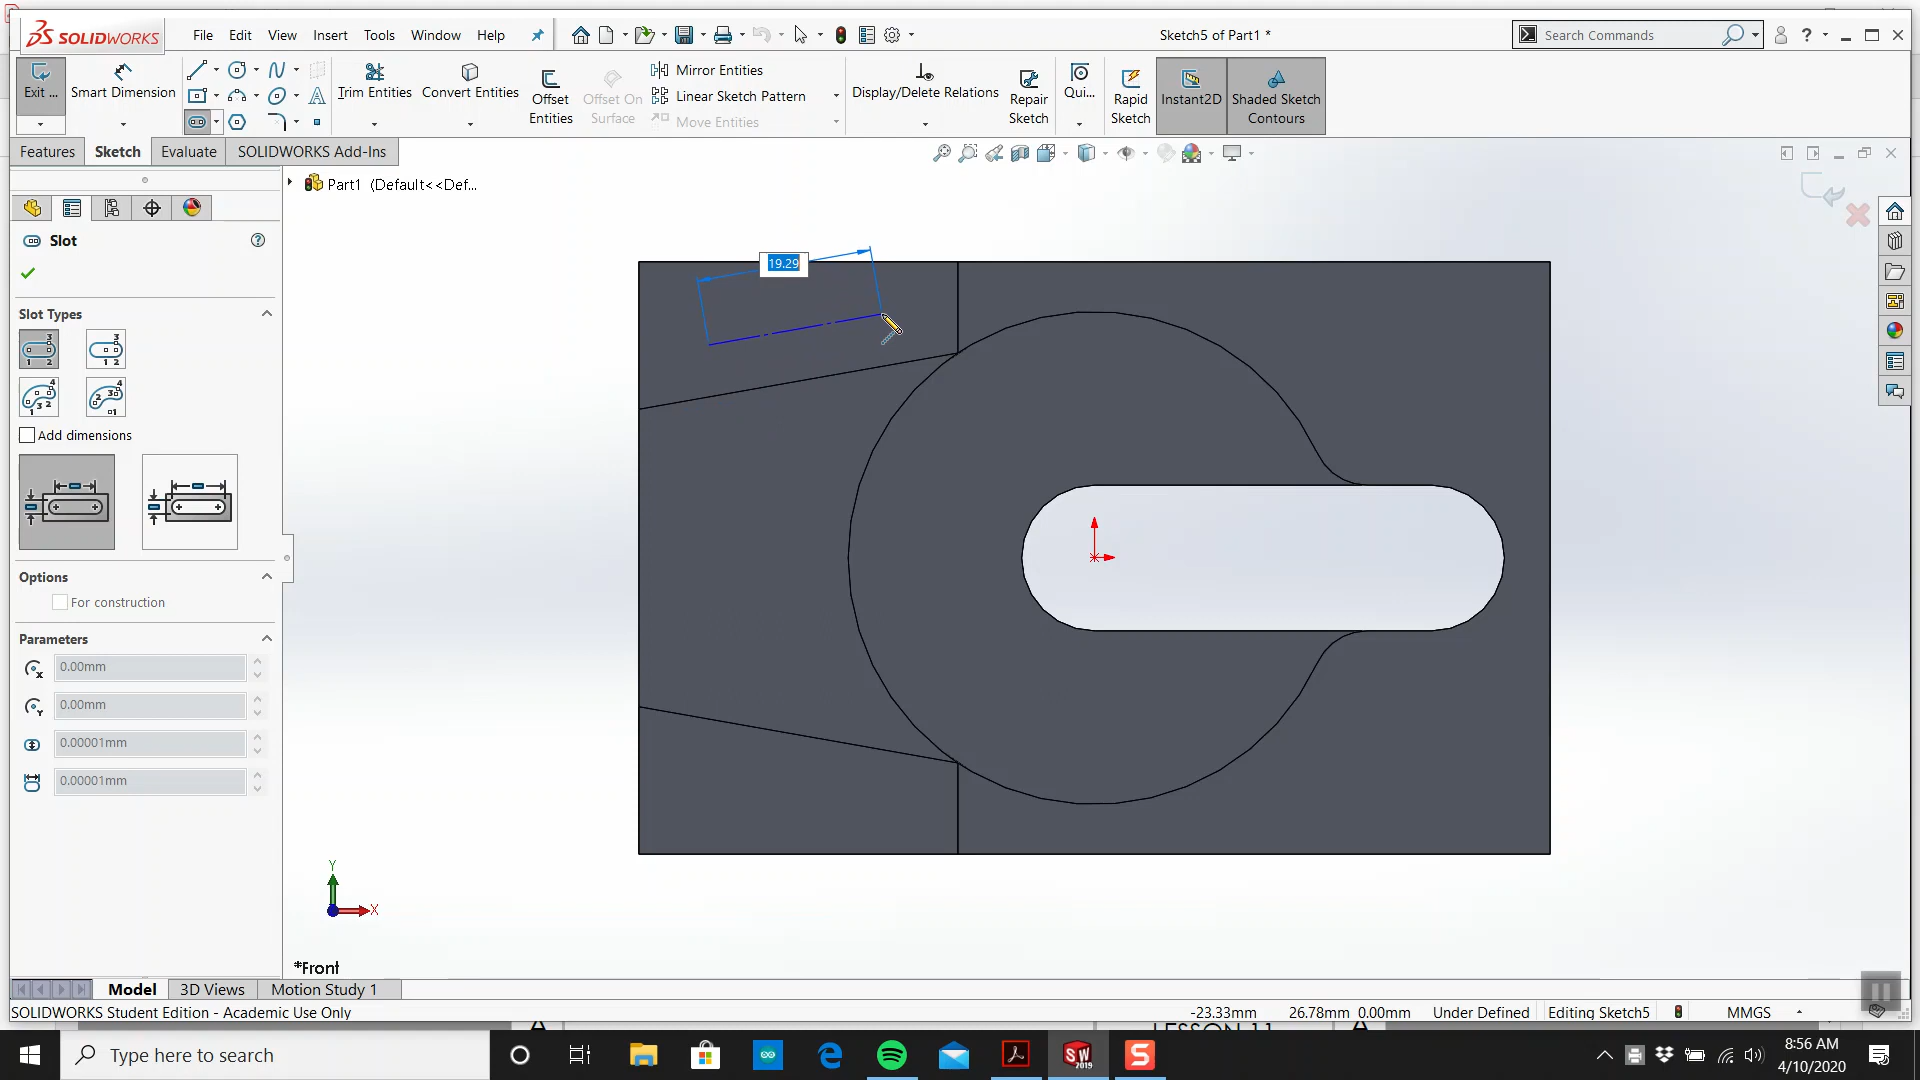 SOLIDWORKS File Edit View Insert Tools Window Help Sketch5 of Part1 * Search Commands ?
Exit ... Smart Dimension Trim Entities Convert Entities Offset Entities Offset On Surface Mirror Entities Linear Sketch Pattern Move Entities Display/Delete Relations Repair Sketch Qui... Rapid Sketch Instant2D Shaded Sketch Contours
Features Sketch Evaluate SOLIDWORKS Add-Ins
Part1 (Default<<Def...
Slot
Slot Types
Add dimensions
Options
For construction
Parameters
0.00mm
0.00mm
0.00001mm
0.00001mm
19.29
Y
X
*Front
Model 3D Views Motion Study 1
SOLIDWORKS Student Edition - Academic Use Only -23.33mm 26.78mm 0.00mm Under Defined Editing Sketch5 MMGS
Type here to search
8:56 AM
4/10/2020